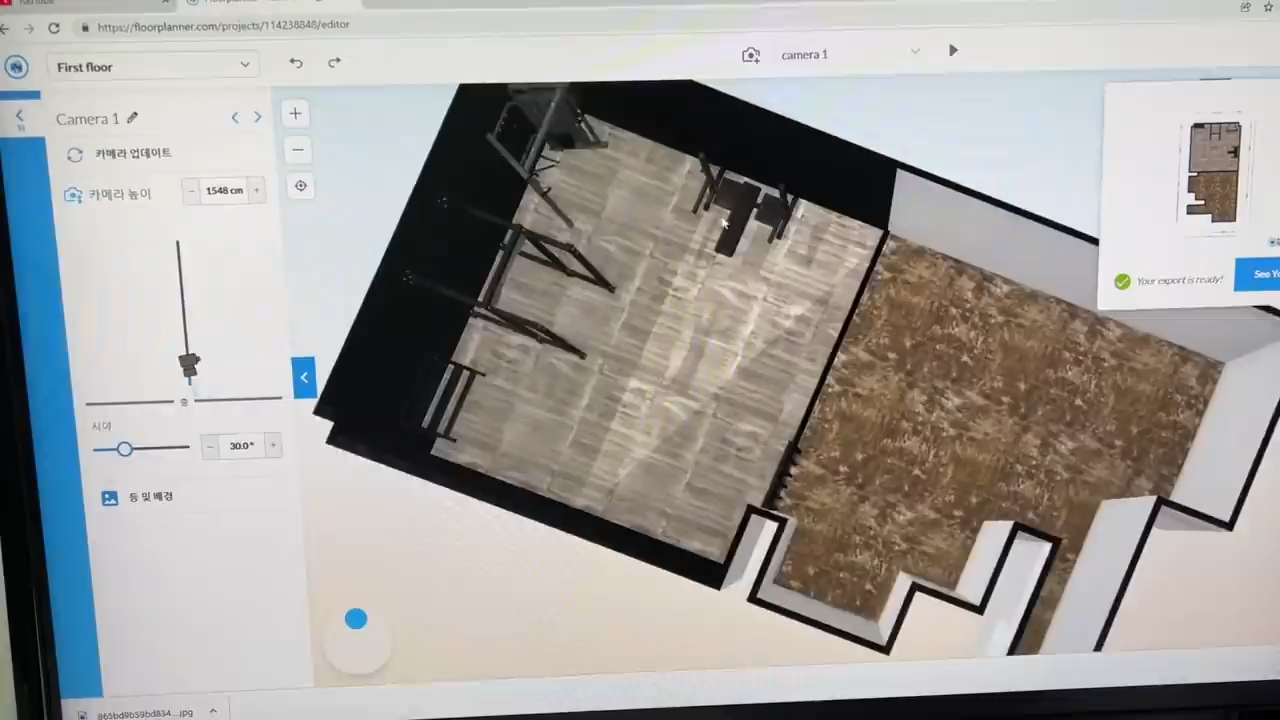 https://floorplanner.com/projects/114238848/editor
First floor
camera 1
Camera 1
카메라 업데이트
카메라 높이
1548 cm
시야
30.0°
등 및 배경
Your export is ready!
See Yo
865bd9b59bd834....jpg